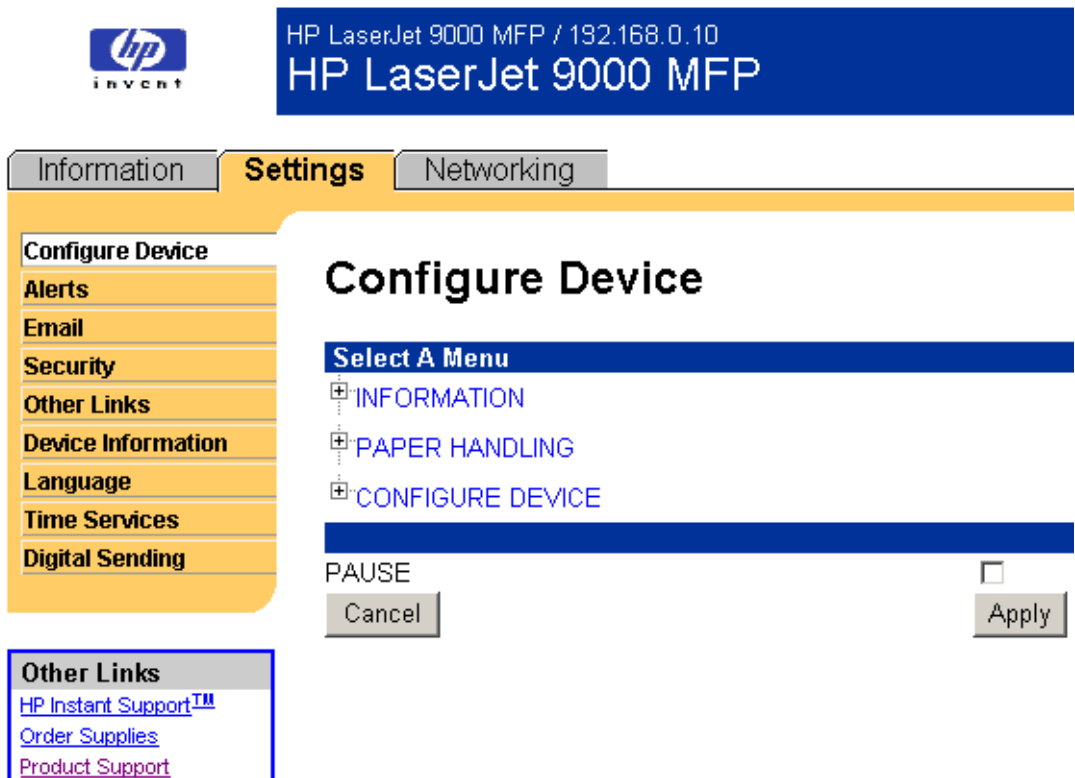 hp
invent
HP LaserJet 9000 MFP / 192.168.0.10
HP LaserJet 9000 MFP
Information
Settings
Networking
Configure Device
Alerts
Email
Security
Other Links
Device Information
Language
Time Services
Digital Sending
Configure Device
Select A Menu
INFORMATION
PAPER HANDLING
CONFIGURE DEVICE
PAUSE
Cancel
Apply
Other Links
HP Instant Support™
Order Supplies
Product Support